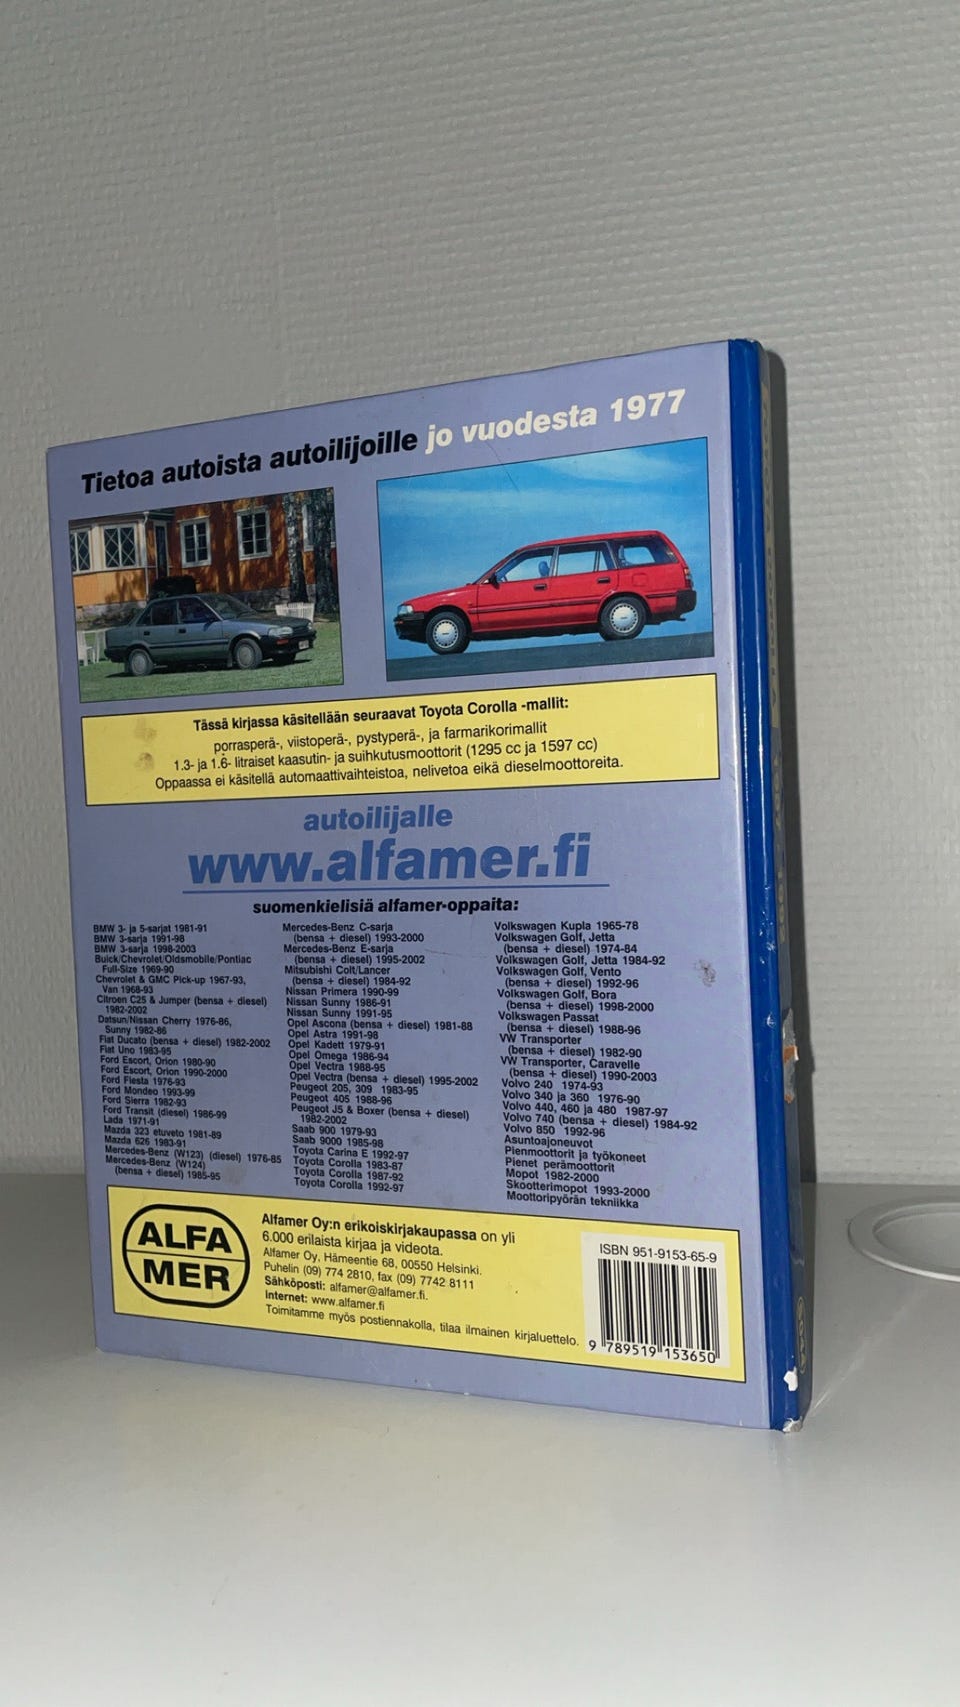 Tietoa autoista autoilijoille jo vuodesta 1977
Tässä kirjassa käsitellään seuraavat Toyota Corolla -mallit:
porrasperä-, viistoperä-, pystyperä-, ja farmarikorimallit
1.3- ja 1.6- litraiset kaasutin- ja suihkutusmoottorit (1295 cc ja 1597 cc)
Oppaassa ei käsitellä automaattivaihteistoa, nelivetoa eikä dieselmoottoreita.
autoilijalle
www.alfamer.fi
suomenkielisiä alfamer-oppaita:
BMW 3- ja 5-sarjat 1981-91
BMW 3-sarja 1991-98
BMW 3-sarja 1998-2003
Buick/Chevrolet/Oldsmobile/Pontiac
Full-Size 1969-90
Chevrolet & GMC Pick-up 1967-93,
Van 1968-93
Citroen C25 & Jumper (bensa + diesel)
1982-2002
Datsun/Nissan Cherry 1976-86,
Sunny 1982-86
Fiat Ducato (bensa + diesel) 1982-2002
Fiat Uno 1983-95
Ford Escort, Orion 1980-90
Ford Escort, Orion 1990-2000
Ford Fiesta 1976-93
Ford Mondeo 1993-99
Ford Sierra 1982-93
Ford Transit (diesel) 1986-99
Lada 1971-91
Mazda 323 etuveto 1981-89
Mazda 626 1983-91
Mercedes-Benz (W123) (diesel) 1976-85
Mercedes-Benz (W124)
(bensa + diesel) 1985-95
Mercedes-Benz C-sarja
(bensa + diesel) 1993-2000
Mercedes-Benz E-sarja
(bensa + diesel) 1995-2002
Mitsubishi Colt/Lancer
(bensa + diesel) 1984-92
Nissan Primera 1990-99
Nissan Sunny 1986-91
Nissan Sunny 1991-95
Opel Ascona (bensa + diesel) 1981-88
Opel Astra 1991-98
Opel Kadett 1979-91
Opel Omega 1986-94
Opel Vectra 1988-95
Opel Vectra (bensa + diesel) 1995-2002
Peugeot 205, 309 1983-95
Peugeot 405 1988-96
Peugeot J5 & Boxer (bensa + diesel)
1982-2002
Saab 900 1979-93
Saab 9000 1985-98
Toyota Carina E 1992-97
Toyota Corolla 1983-87
Toyota Corolla 1987-92
Toyota Corolla 1992-97
Volkswagen Kupla 1965-78
Volkswagen Golf, Jetta
(bensa + diesel) 1974-84
Volkswagen Golf, Jetta 1984-92
Volkswagen Golf, Vento
(bensa + diesel) 1992-96
Volkswagen Golf, Bora
(bensa + diesel) 1998-2000
Volkswagen Passat
(bensa + diesel) 1988-96
VW Transporter
(bensa + diesel) 1982-90
VW Transporter, Caravelle
(bensa + diesel) 1990-2003
Volvo 240 1974-93
Volvo 340 ja 360 1976-90
Volvo 440, 460 ja 480 1987-97
Volvo 740 (bensa + diesel) 1984-92
Volvo 850 1992-96
Asuntoajoneuvot
Pienmoottorit ja työkoneet
Pienet perämoottorit
Mopot 1982-2000
Skootterimopot 1993-2000
Moottoripyörän tekniikka
ALFA
MER
Alfamer Oy:n erikoiskirjakaupassa on yli
6.000 erilaista kirjaa ja videota.
Alfamer Oy, Hämeentie 68, 00550 Helsinki.
Puhelin (09) 774 2810, fax (09) 7742 8111
Sähköposti: alfamer@alfamer.fi.
Internet: www.alfamer.fi
Toimitamme myös postiennakolla, tilaa ilmainen kirjaluettelo.
ISBN 951-9153-65-9
9 789519 153650